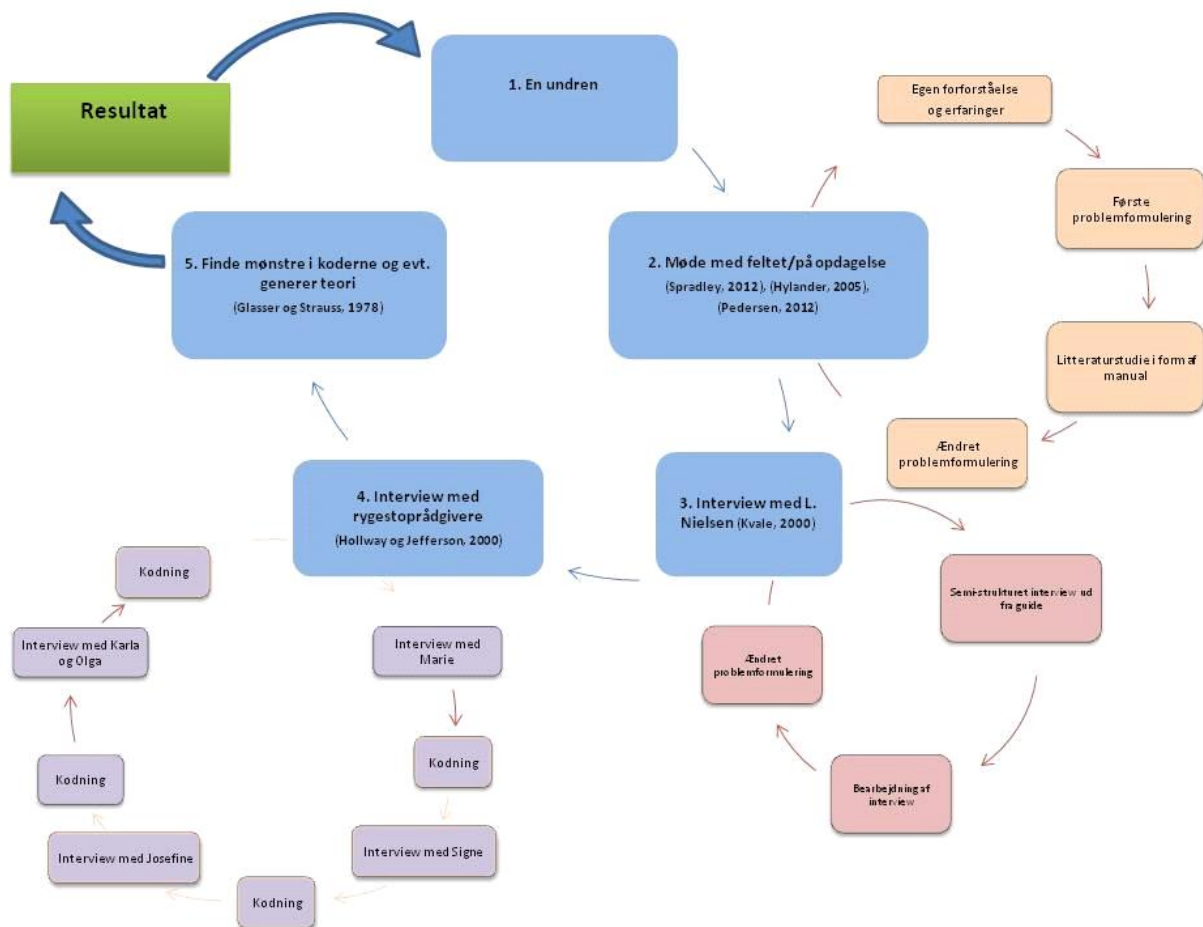 Resultat
1. En undren
Egen forforståelse
og erfaringer
Første
problemformulering
5. Finde mønstre i koderne og evt.
generer teori
(Glasser og Strauss, 1978)
2. Møde med feltet/på opdagelse
(Spradley, 2012), (Hylander, 2005),
(Pedersen, 2012)
Litteraturstudie i form af
manual
Ændret
problemformulering
4. Interview med
rygestoprådgivere
(Hollway og Jefferson, 2000)
3. Interview med L.
Nielsen (Kvale, 2000)
Semi-struktureret interview ud
fra guide
Ændret
problemformulering
Bearbejdning af
interview
Kodning
Interview med Karla
og Olga
Interview med
Marie
Kodning
Kodning
Interview med Josefine
Interview med Signe
Kodning